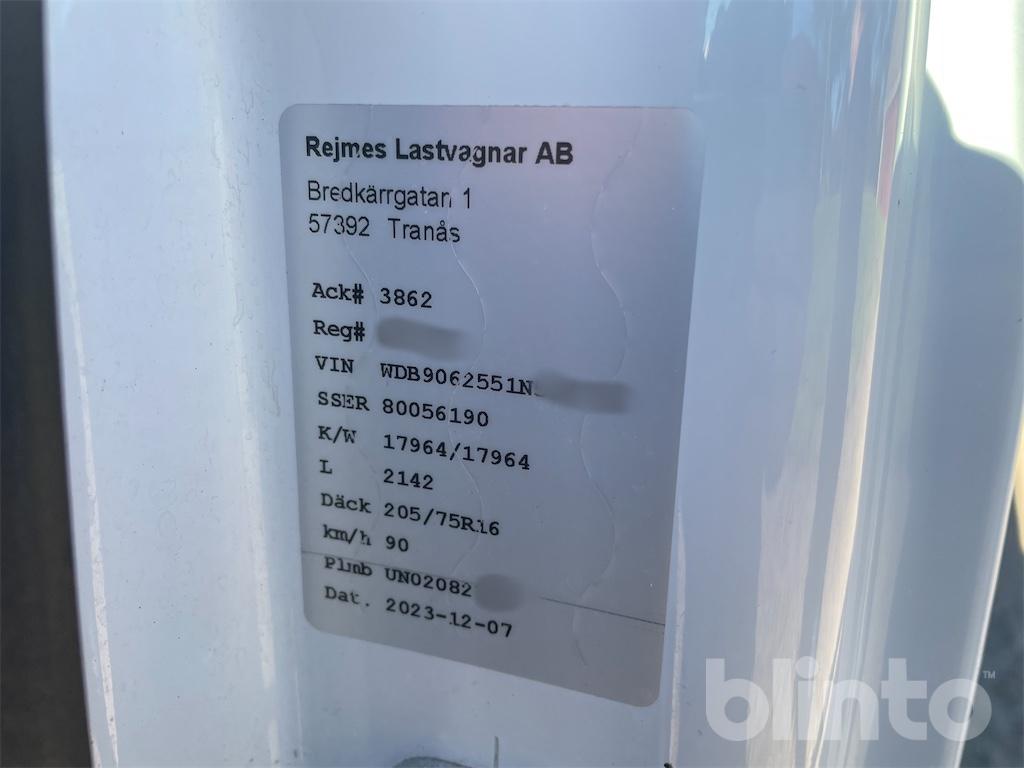 Rejmes Lastvagnar AB
Bredkärrgatan 1
57392 Tranås
Ack# 3862
Reg#
VIN WDB9062551N
SSER 80056190
K/W 17964/17964
L 2142
Däck 205/75R16
km/h 90
Plmb UN02082
Dat. 2023-12-07
blinto™